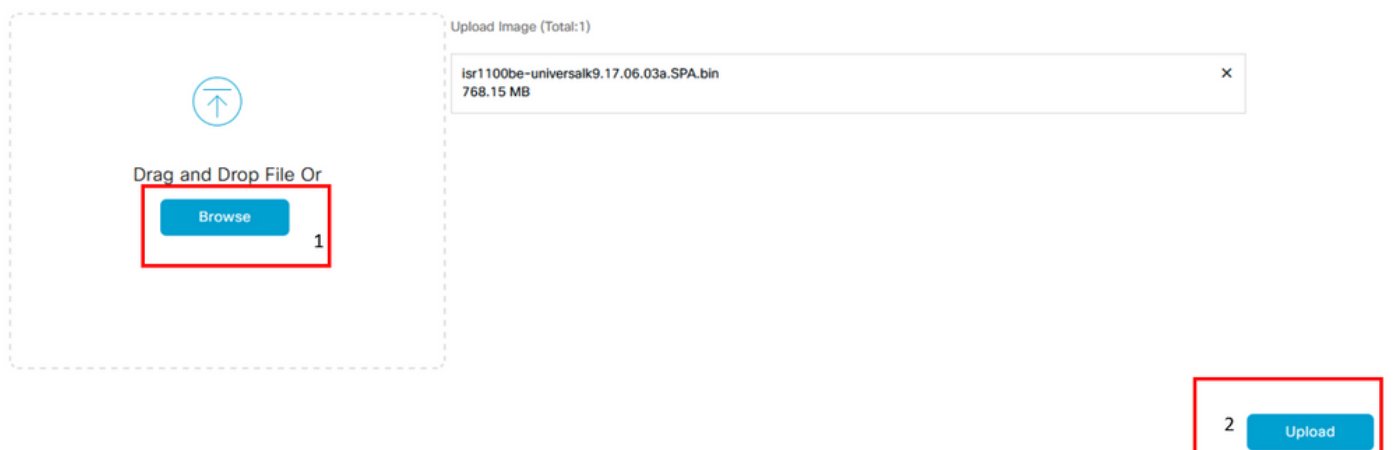 Upload Image (Total:1)
isr1100be-universalk9.17.06.03a.SPA.bin
×
768.15 MB
Drag and Drop File Or
Browse
1
2
Upload